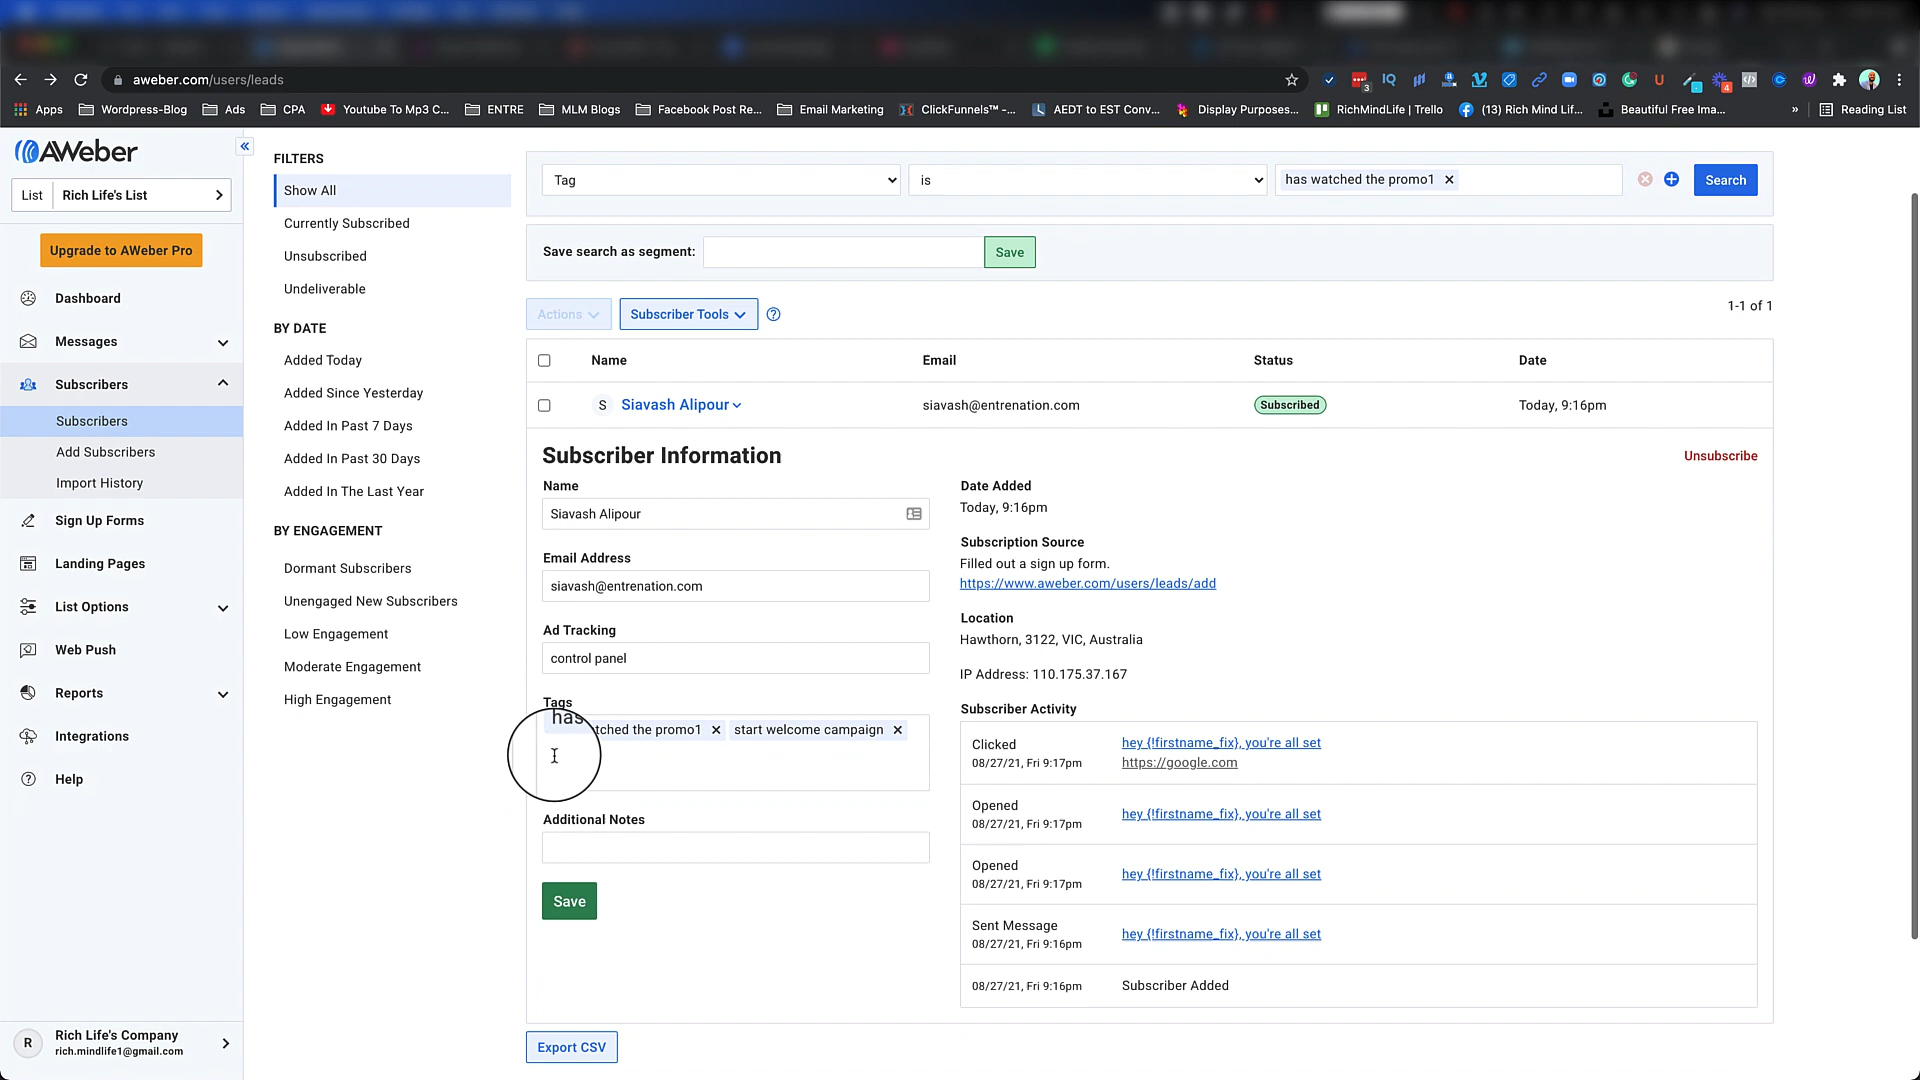 aweber.com/users/leads
3
4
Apps
Wordpress-Blog
Ads
CPA
Youtube To Mp3 C...
ENTRE
MLM Blogs
Facebook Post Re...
Email Marketing
ClickFunnels™ -...
AEDT to EST Conv...
Display Purposes...
RichMindLife | Trello
(13) Rich Mind Lif...
Beautiful Free Ima...
»
Reading List
AWeber
List Rich Life's List
Upgrade to AWeber Pro
Dashboard
Messages
Subscribers
Subscribers
Add Subscribers
Import History
Sign Up Forms
Landing Pages
List Options
Web Push
Reports
Integrations
Help
R
Rich Life's Company
rich.mindlife1@gmail.com
FILTERS
Show All
Currently Subscribed
Unsubscribed
Undeliverable
BY DATE
Added Today
Added Since Yesterday
Added In Past 7 Days
Added In Past 30 Days
Added In The Last Year
BY ENGAGEMENT
Dormant Subscribers
Unengaged New Subscribers
Low Engagement
Moderate Engagement
High Engagement
Tag
is
has watched the promo1
Search
Save search as segment:
Save
Actions
Subscriber Tools
1-1 of 1
Name Email Status Date
S Siavash Alipour siavash@entrenation.com Subscribed Today, 9:16pm
Subscriber Information
Unsubscribe
Name
Siavash Alipour
Email Address
siavash@entrenation.com
Ad Tracking
control panel
Tags
has tched the promo1
start welcome campaign
Additional Notes
Save
Date Added
Today, 9:16pm
Subscription Source
Filled out a sign up form.
https://www.aweber.com/users/leads/add
Location
Hawthorn, 3122, VIC, Australia
IP Address: 110.175.37.167
Subscriber Activity
Clicked
08/27/21, Fri 9:17pm
hey {!firstname_fix}, you're all set
https://google.com
Opened
08/27/21, Fri 9:17pm
hey {!firstname_fix}, you're all set
Opened
08/27/21, Fri 9:17pm
hey {!firstname_fix}, you're all set
Sent Message
08/27/21, Fri 9:16pm
hey {!firstname_fix}, you're all set
08/27/21, Fri 9:16pm
Subscriber Added
Export CSV